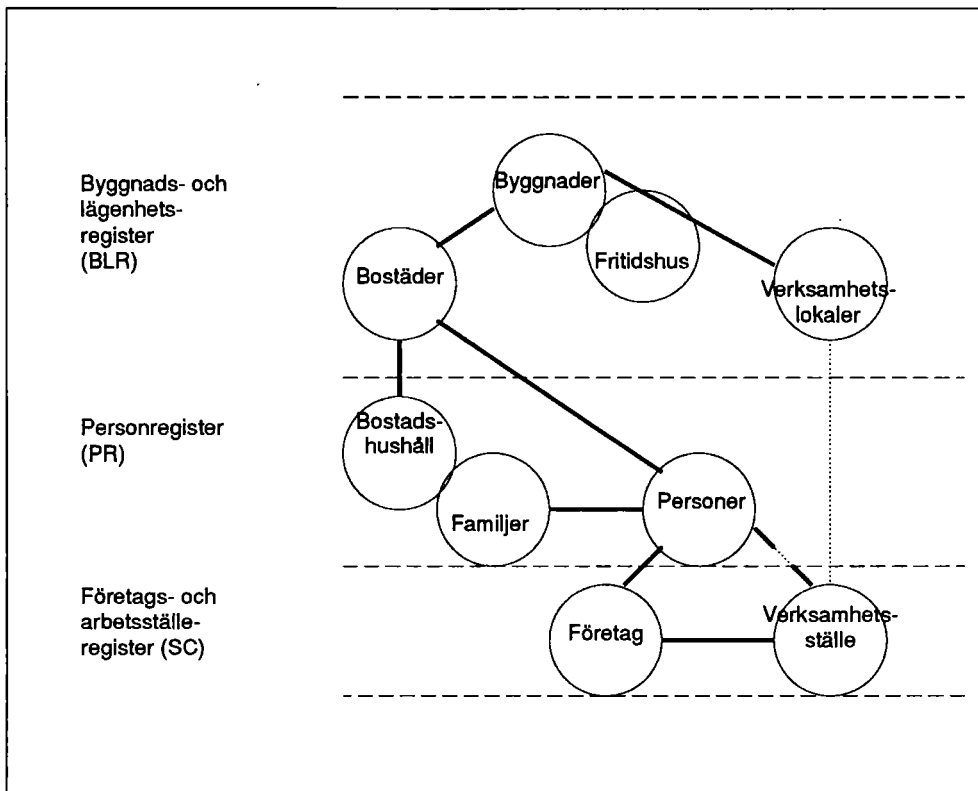 Byggnads- och
lägenhets-
register
(BLR)
Byggnader
Fritidshus
Bostäder
Verksamhets-
lokaler
Personregister
(PR)
Bostads-
hushåll
Familjer
Personer
Företags- och
arbetsställe-
register (SC)
Företag
Verksamhets-
ställe